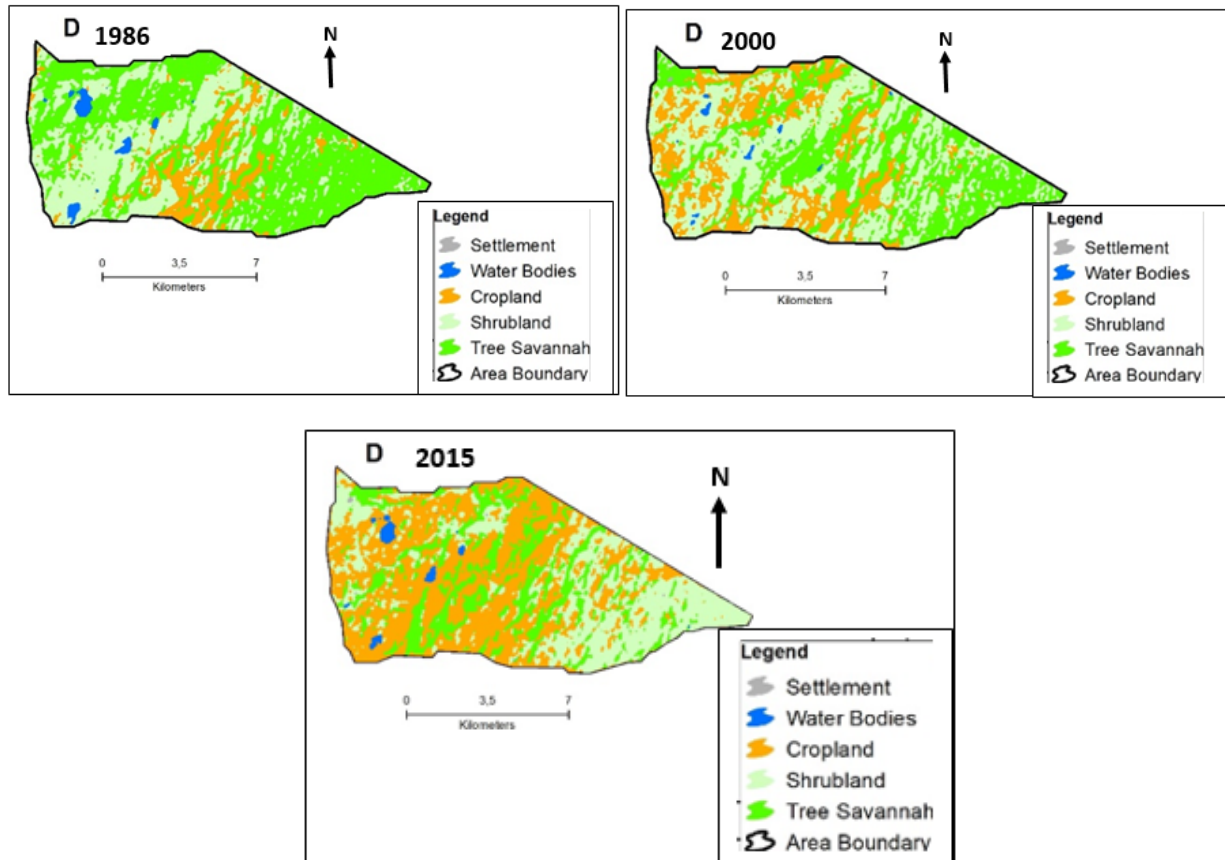 D 1986
N
0 3,5 7
Kilometers
Legend
Settlement
Water Bodies
Cropland
Shrubland
Tree Savannah
Area Boundary
D 2000
N
0 3,5 7
Kilometers
Legend
Settlement
Water Bodies
Cropland
Shrubland
Tree Savannah
Area Boundary
D 2015
N
0 3,5 7
Kilometers
Legend
Settlement
Water Bodies
Cropland
Shrubland
Tree Savannah
Area Boundary